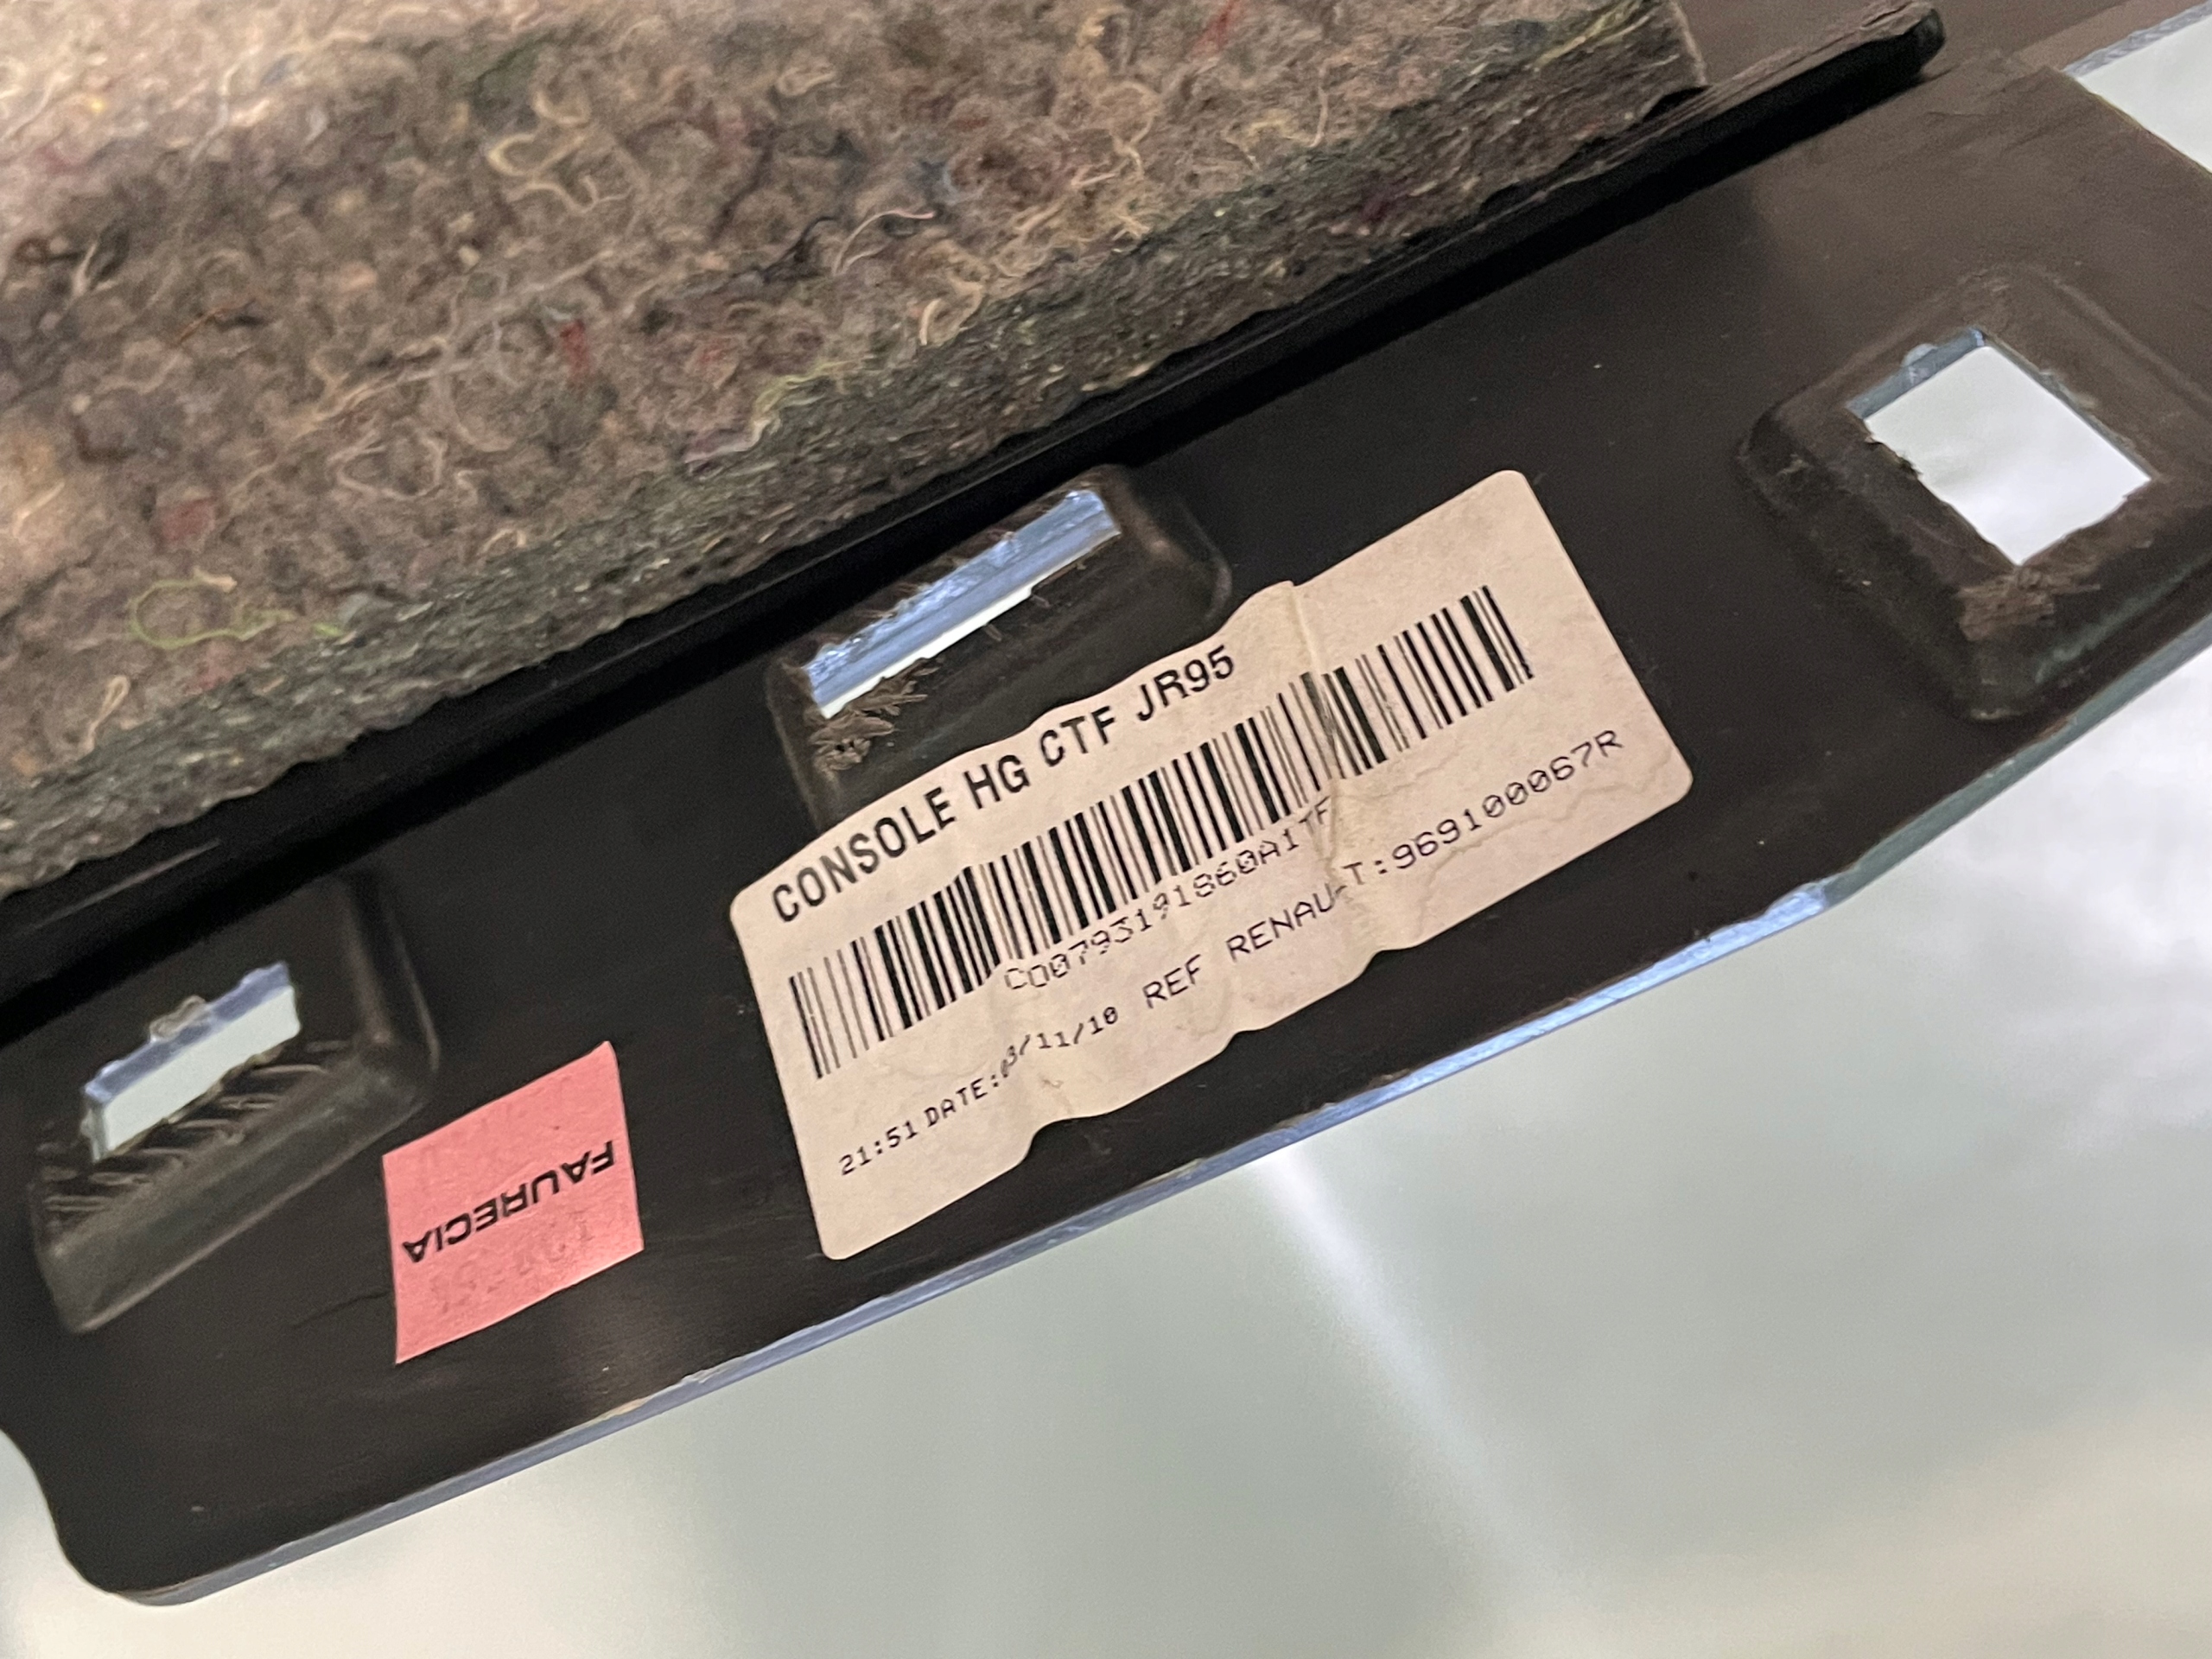 CONSOLE HG CTF JR95
C00793191860A1TF
21:51 DATE:03/11/10 REF RENAULT:969100067R
FAURECIA